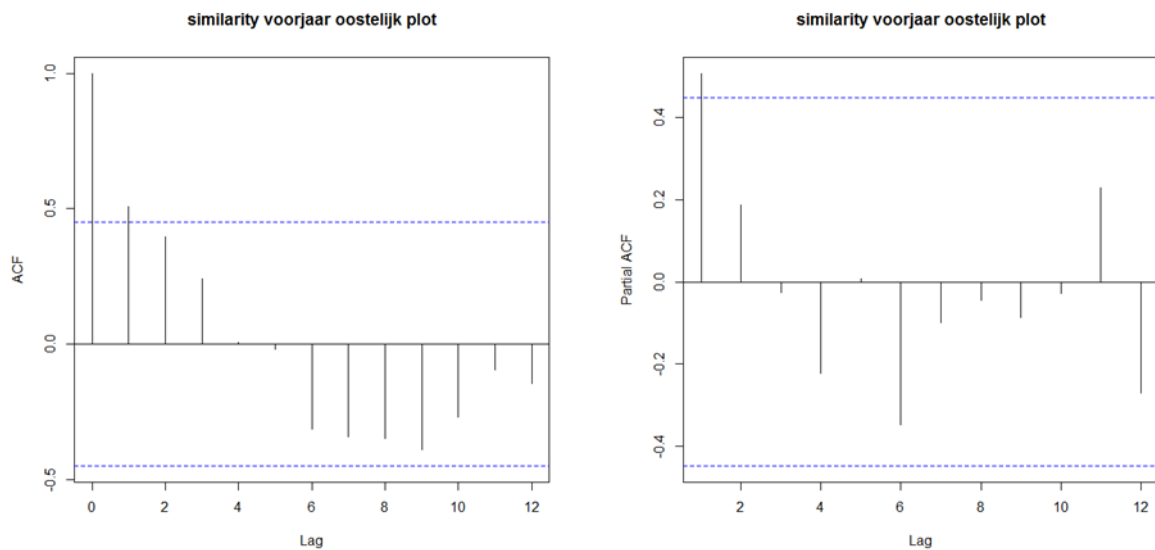 similarity voorjaar oostelijk plot
ACF
1.0
0.5
0.0
-0.5
0 2 4 6 8 10 12
Lag
similarity voorjaar oostelijk plot
Partial ACF
0.4
0.2
0.0
-0.2
-0.4
2 4 6 8 10 12
Lag